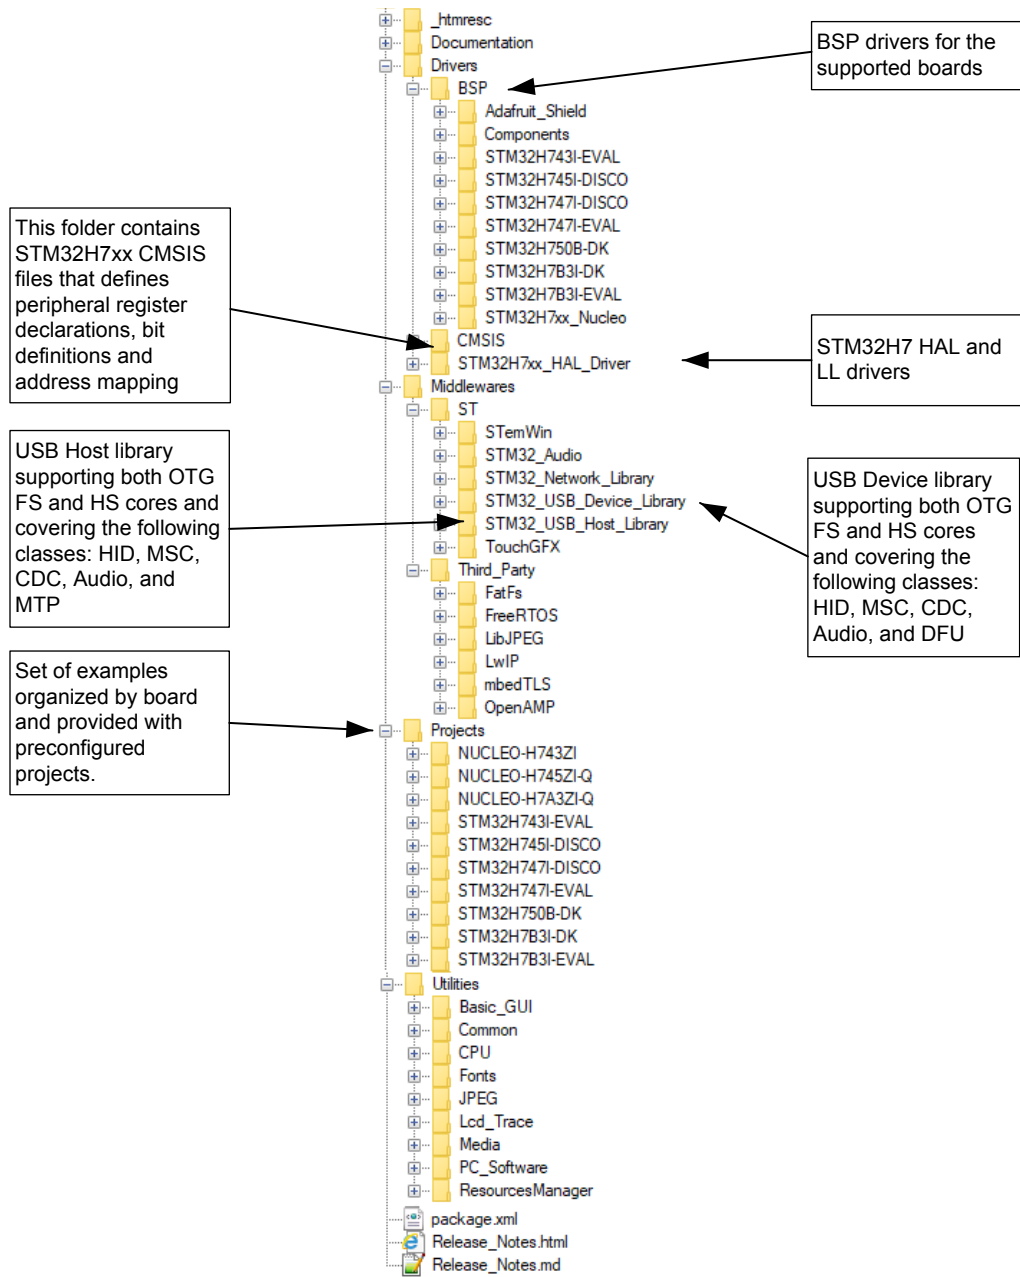 _htmresc
Documentation
Drivers
BSP
Adafruit_Shield
Components
STM32H743I-EVAL
STM32H745I-DISCO
STM32H747I-DISCO
STM32H747I-EVAL
STM32H750B-DK
STM32H7B3I-DK
STM32H7B3I-EVAL
STM32H7xx_Nucleo
CMSIS
STM32H7xx_HAL_Driver
Middlewares
ST
STemWin
STM32_Audio
STM32_Network_Library
STM32_USB_Device_Library
STM32_USB_Host_Library
TouchGFX
Third_Party
FatFs
FreeRTOS
LibJPEG
LwIP
mbedTLS
OpenAMP
Projects
NUCLEO-H743ZI
NUCLEO-H745ZI-Q
NUCLEO-H7A3ZI-Q
STM32H743I-EVAL
STM32H745I-DISCO
STM32H747I-DISCO
STM32H747I-EVAL
STM32H750B-DK
STM32H7B3I-DK
STM32H7B3I-EVAL
Utilities
Basic_GUI
Common
CPU
Fonts
JPEG
Lcd_Trace
Media
PC_Software
ResourcesManager
package.xml
Release_Notes.html
Release_Notes.md
BSP drivers for the
supported boards
This folder contains
STM32H7xx CMSIS
files that defines
peripheral register
declarations, bit
definitions and
address mapping
STM32H7 HAL and
LL drivers
USB Host library
supporting both OTG
FS and HS cores and
covering the following
classes: HID, MSC,
CDC, Audio, and
MTP
USB Device library
supporting both OTG
FS and HS cores
and covering the
following classes:
HID, MSC, CDC,
Audio, and DFU
Set of examples
organized by board
and provided with
preconfigured
projects.